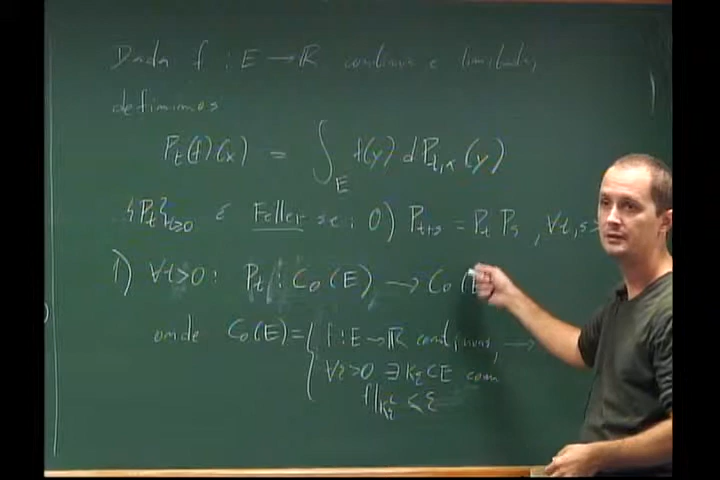 Dada f : E → ℝ contínua e limitada,
definimos
P_t(f)(x) = ∫_E f(y) dP_{t,x}(y)
{P_t}_{t≥0} é Feller se: 0) P_{t+s} = P_t P_s, ∀t,s
1) ∀t>0: P_t : C_0(E) → C_0(E
onde C_0(E) = { f : E → ℝ contínuas, →
∀ε>0 ∃ K_ε ⊂ E com
f|_{K_ε^c} < ε